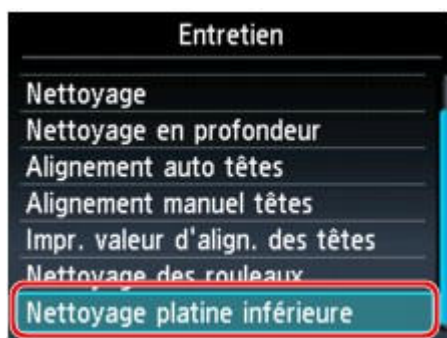 Entretien
Nettoyage
Nettoyage en profondeur
Alignement auto têtes
Alignement manuel têtes
Impr. valeur d'align. des têtes
Nettoyage des rouleaux
Nettoyage platine inférieure